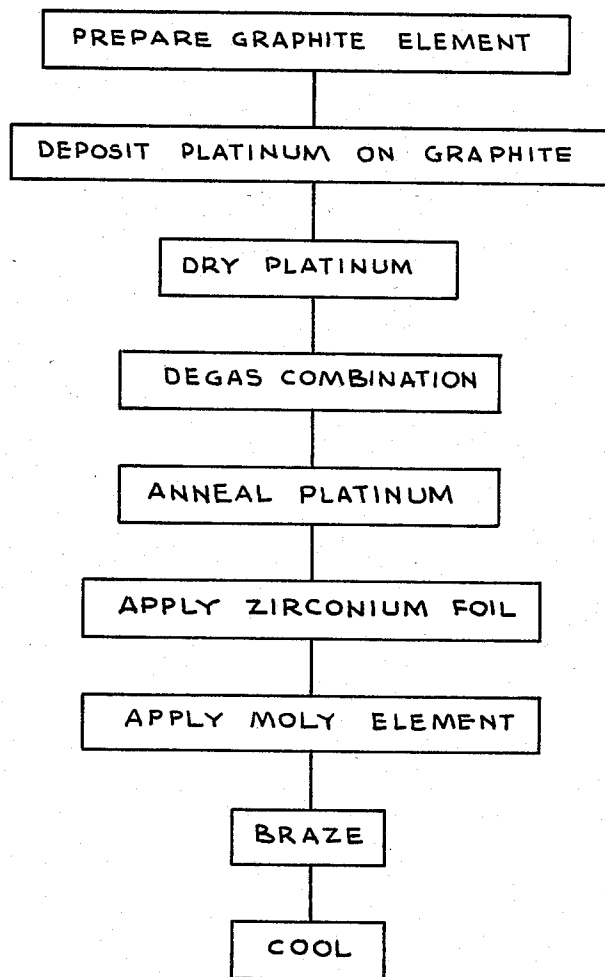 PREPARE GRAPHITE ELEMENT
DEPOSIT PLATINUM ON GRAPHITE
DRY PLATINUM
DEGAS COMBINATION
ANNEAL PLATINUM
APPLY ZIRCONIUM FOIL
APPLY MOLY ELEMENT
BRAZE
COOL